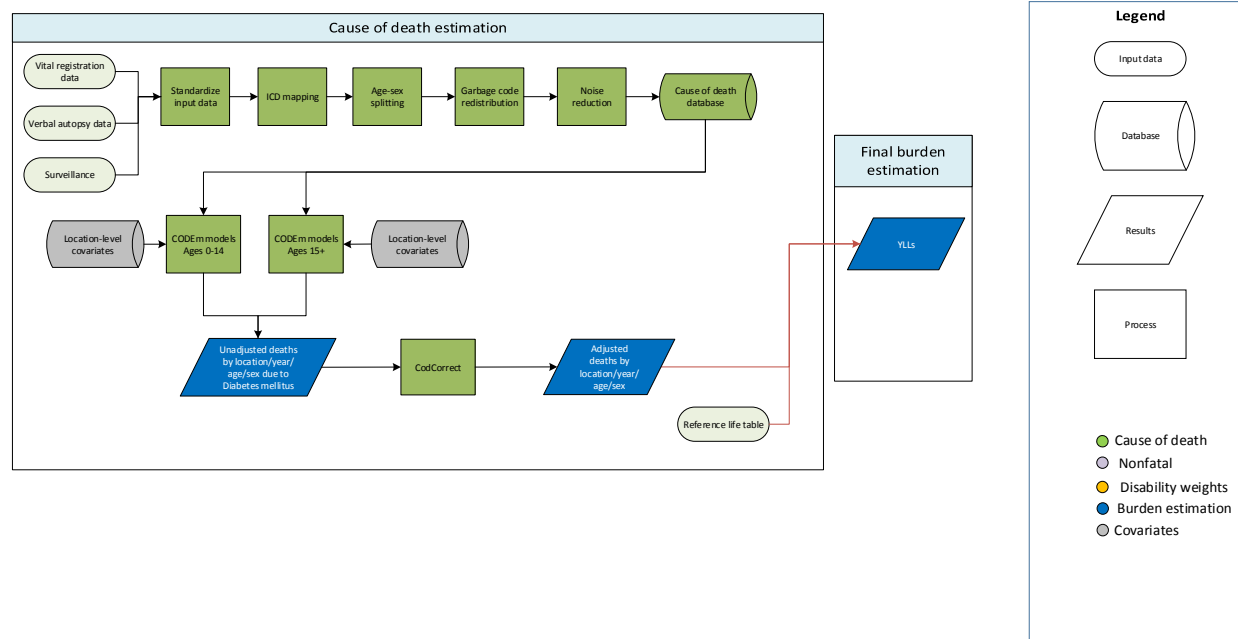 Cause of death estimation
Vital registration
data
Verbal autopsy data
Surveillance
Standardize
input data
ICD mapping
Age-sex
splitting
Garbage code
redistribution
Noise
reduction
Cause of death
database
Location-level
covariates
CODEm models
Ages 0-14
CODEm models
Ages 15+
Location-level
covariates
Unadjusted deaths
by location/year/
age/sex due to
Diabetes mellitus
CodCorrect
Adjusted
deaths by
location/year/
age/sex
Reference life table
Final burden
estimation
YLLs
Legend
Input data
Database
Results
Process
Cause of death
Nonfatal
Disability weights
Burden estimation
Covariates